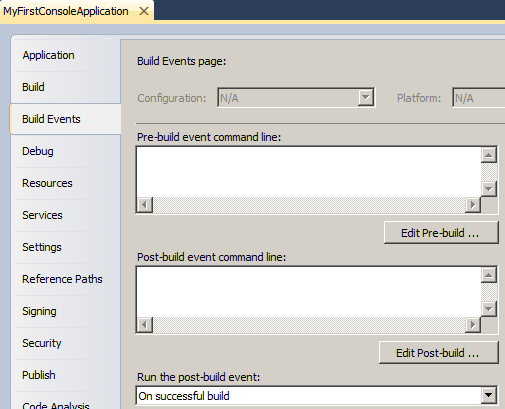 MyFirstConsoleApplication
Application
Build
Build Events
Debug
Resources
Services
Settings
Reference Paths
Signing
Security
Publish
Code Analysis
Build Events page:
Configuration: N/A Platform: N/A
Pre-build event command line:
Edit Pre-build ...
Post-build event command line:
Edit Post-build ...
Run the post-build event:
On successful build